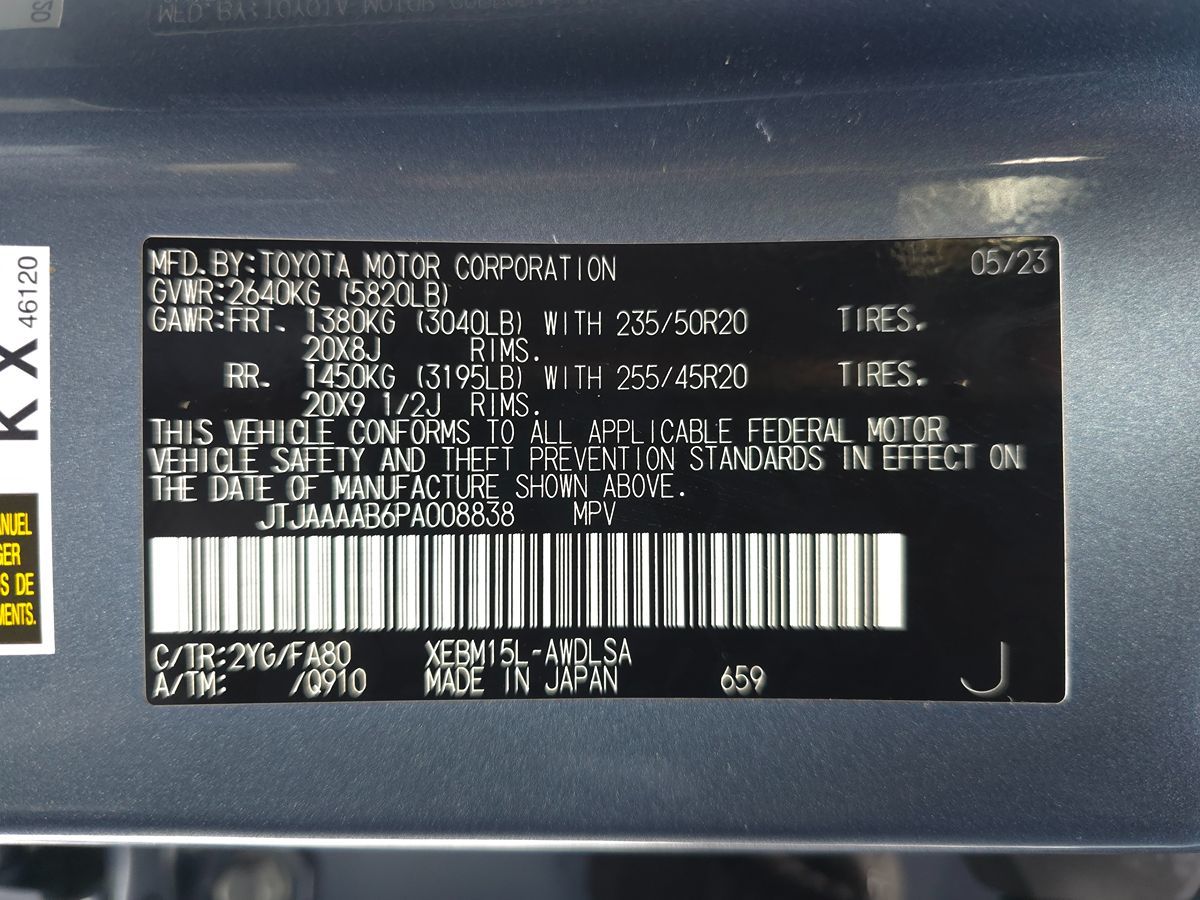 MFD. BY:TOYOTA MOTOR CORPORATION 05/23
GVWR:2640KG (5820LB)
GAWR:FRT. 1380KG (3040LB) WITH 235/50R20 TIRES.
20X8J RIMS.
RR. 1450KG (3195LB) WITH 255/45R20 TIRES.
20X9 1/2J RIMS.
THIS VEHICLE CONFORMS TO ALL APPLICABLE FEDERAL MOTOR
VEHICLE SAFETY AND THEFT PREVENTION STANDARDS IN EFFECT ON
THE DATE OF MANUFACTURE SHOWN ABOVE.
JTJAAAAB6PA008838 MPV
C/TR:2YG/FA80 XEBM15L-AWDLSA
A/TM: /Q910 MADE IN JAPAN 659 J
KX 46120
DE